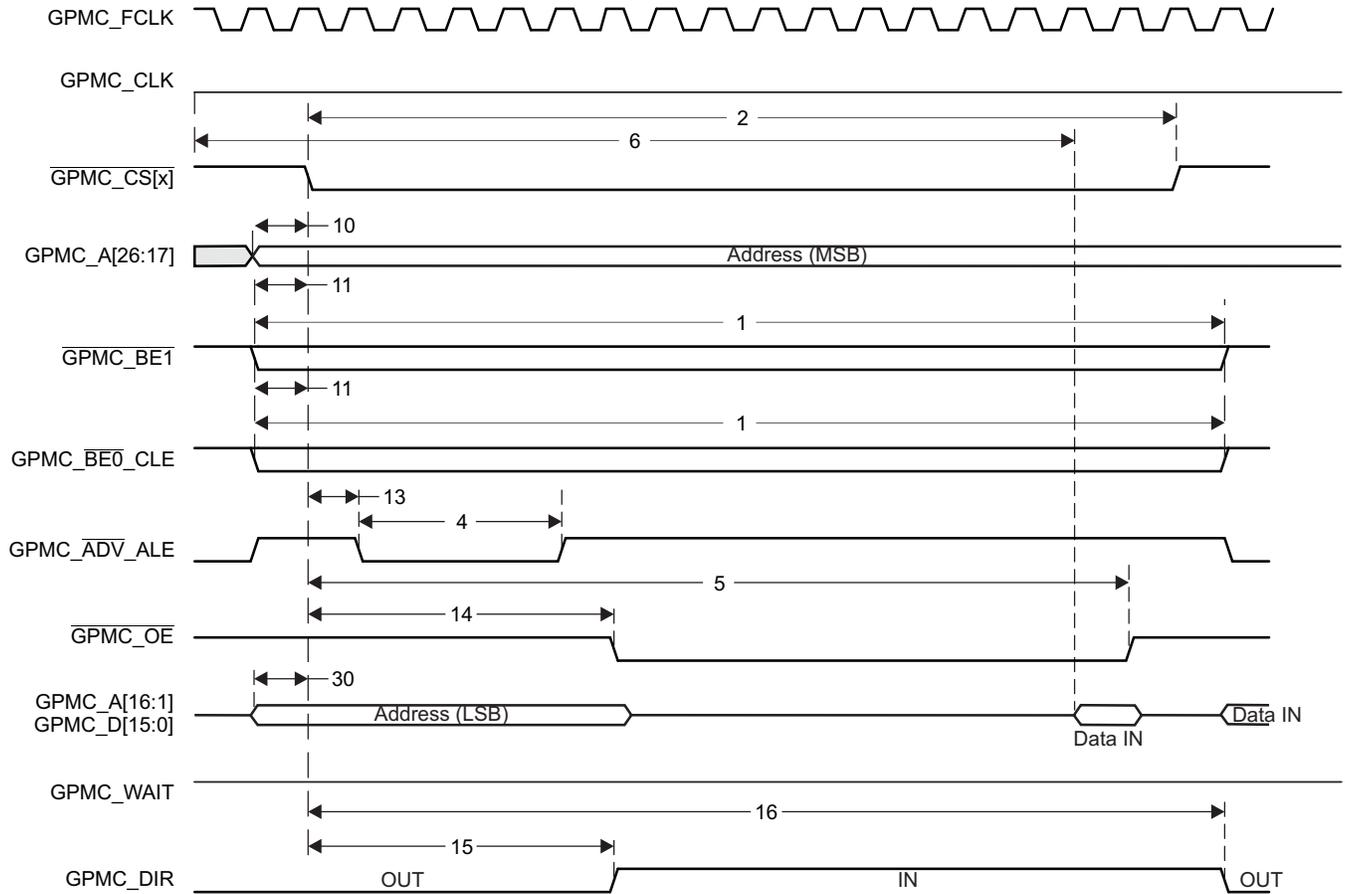 GPMC_FCLK
GPMC_CLK
2
6
GPMC_CS[x]
10
GPMC_A[26:17]
Address (MSB)
11
1
GPMC_BE1
11
1
GPMC_BE0_CLE
13
4
GPMC_ADV_ALE
5
14
GPMC_OE
30
GPMC_A[16:1]
GPMC_D[15:0]
Address (LSB)
Data IN
Data IN
GPMC_WAIT
16
15
GPMC_DIR
OUT
IN
OUT